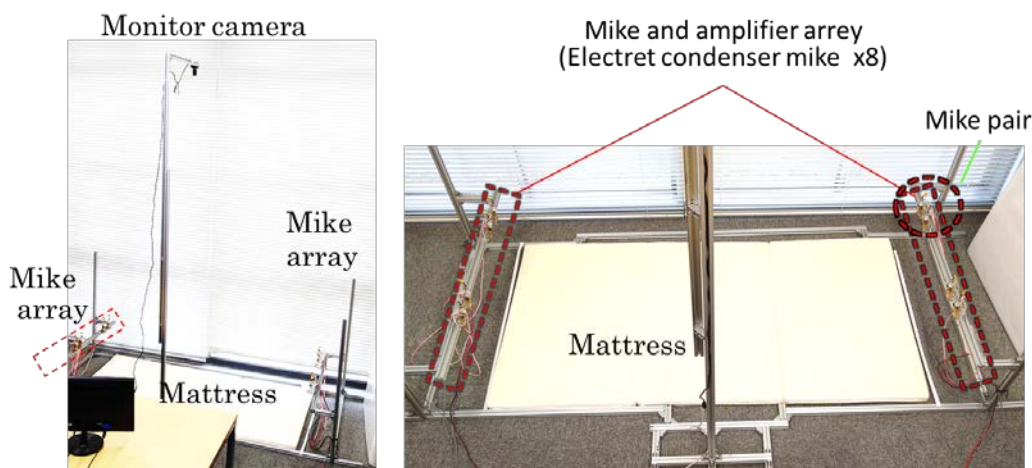 Monitor camera
Mike
array
Mike
array
Mattress
Mike and amplifier arrey
(Electret condenser mike  x8)
Mike pair
Mattress